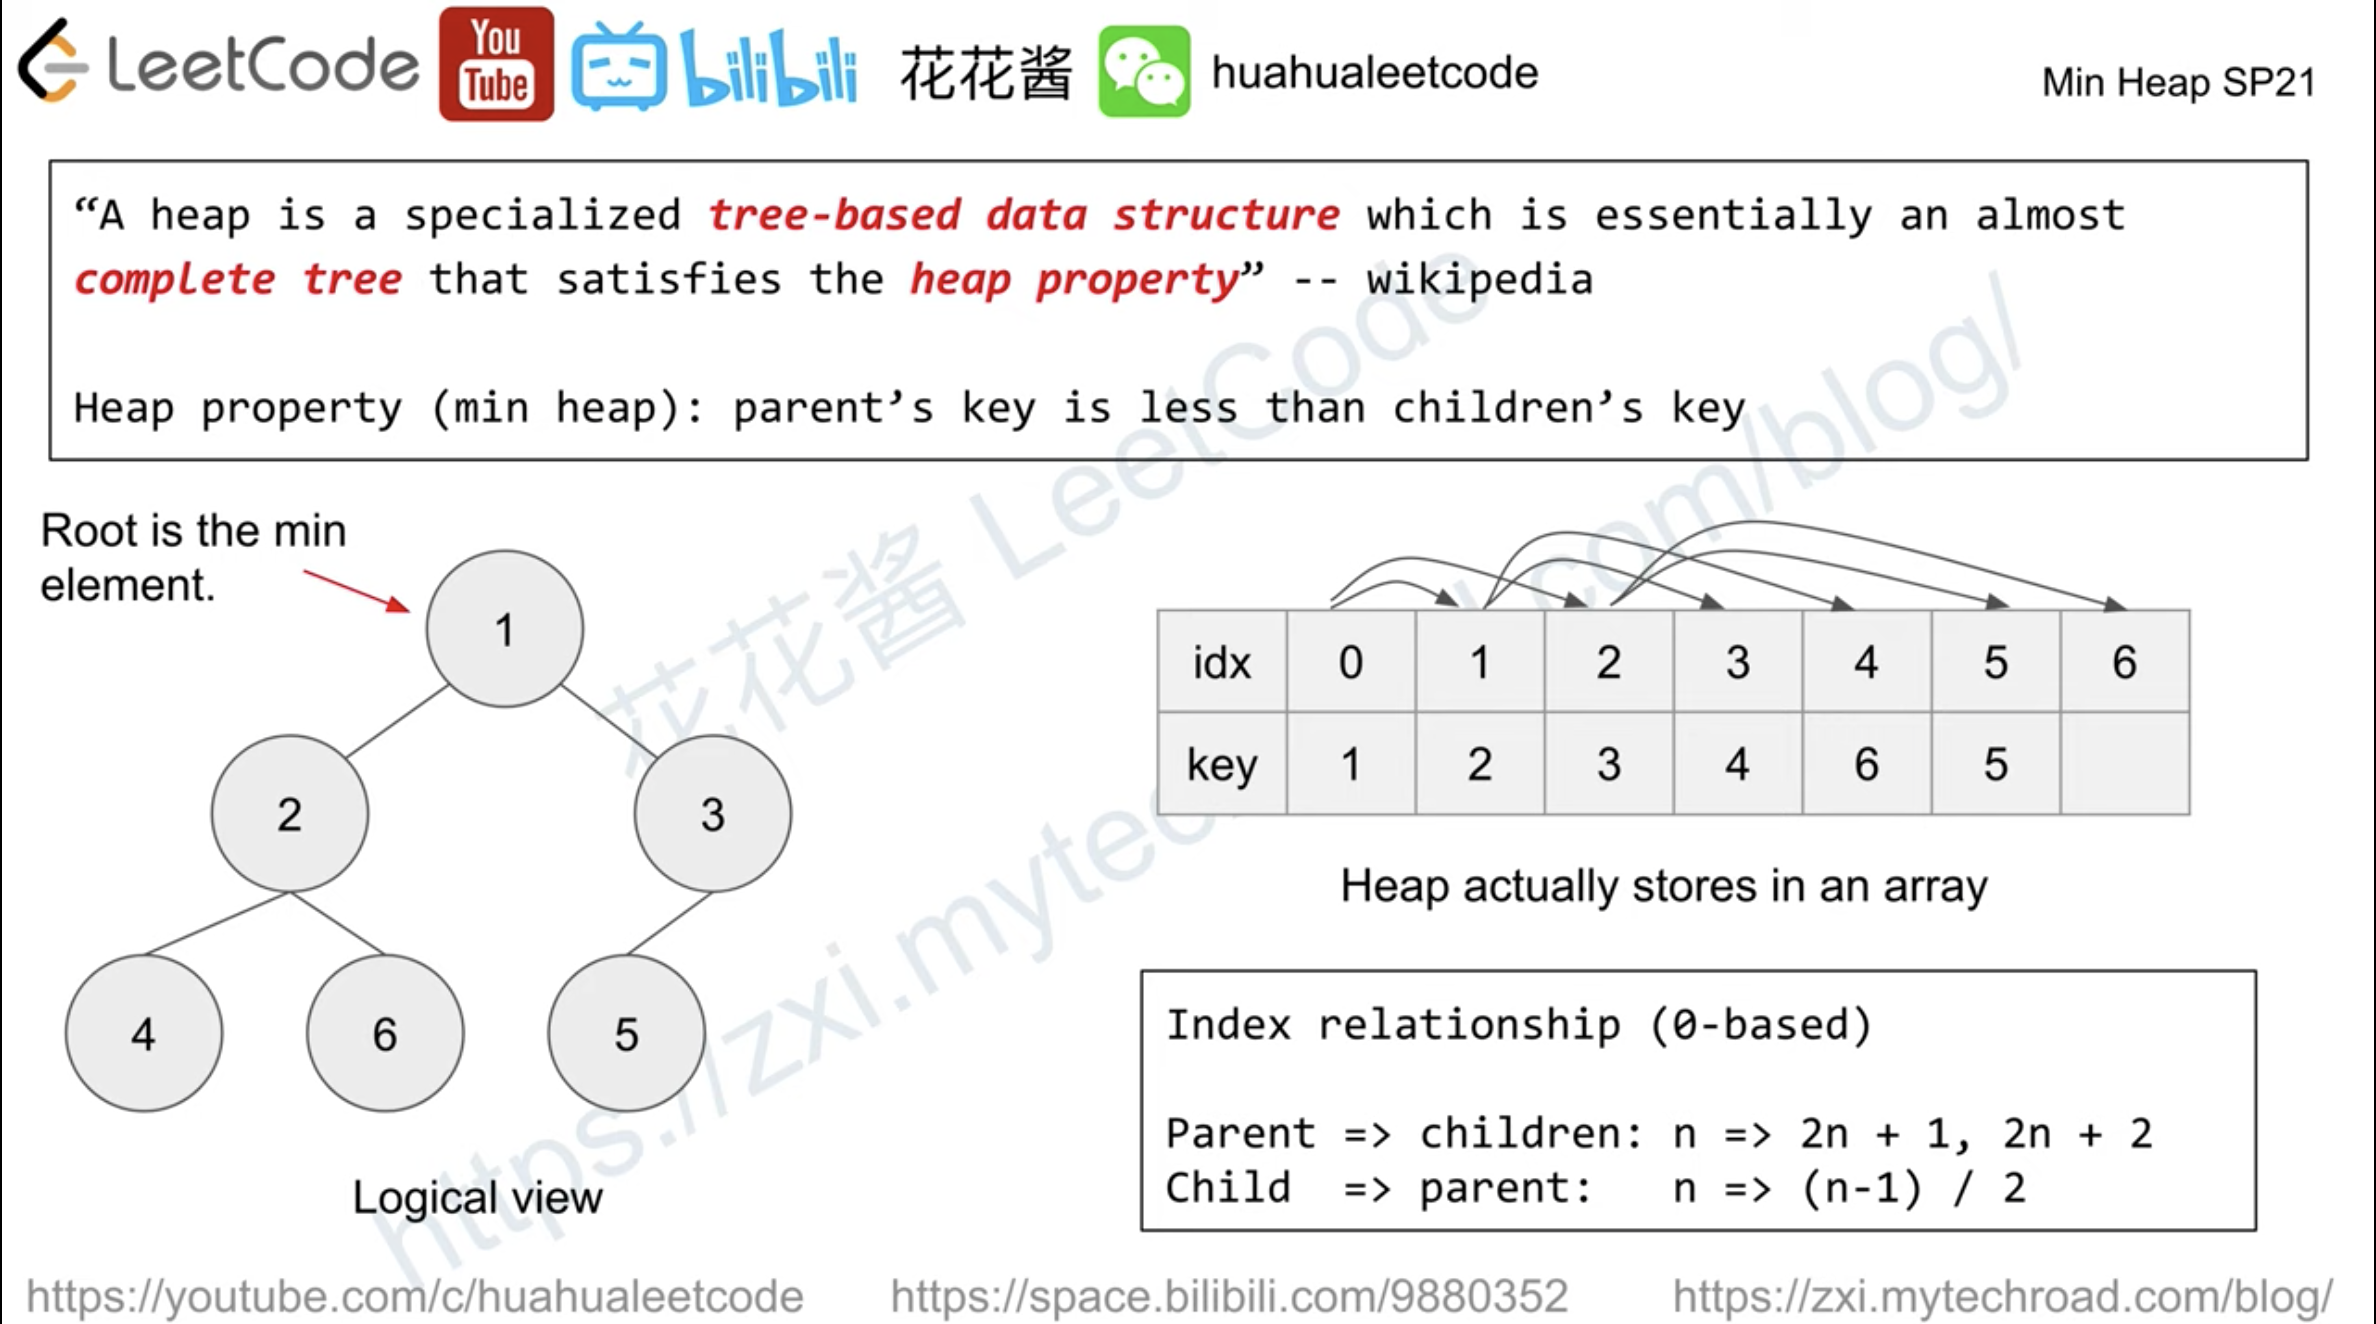 LeetCode You Tube bilibili 花花酱 huahualeetcode
Min Heap SP21
“A heap is a specialized tree-based data structure which is essentially an almost
complete tree that satisfies the heap property” -- wikipedia
Heap property (min heap): parent’s key is less than children’s key
Root is the min
element.
1
2 3
4 6 5
Logical view
idx 0 1 2 3 4 5 6
key 1 2 3 4 6 5
Heap actually stores in an array
Index relationship (0-based)
Parent => children: n => 2n + 1, 2n + 2
Child => parent: n => (n-1) / 2
花花酱 LeetCode
https://zxi.mytec l.com/blog/
https://youtube.com/c/huahualeetcode
https://space.bilibili.com/9880352
https://zxi.mytechroad.com/blog/